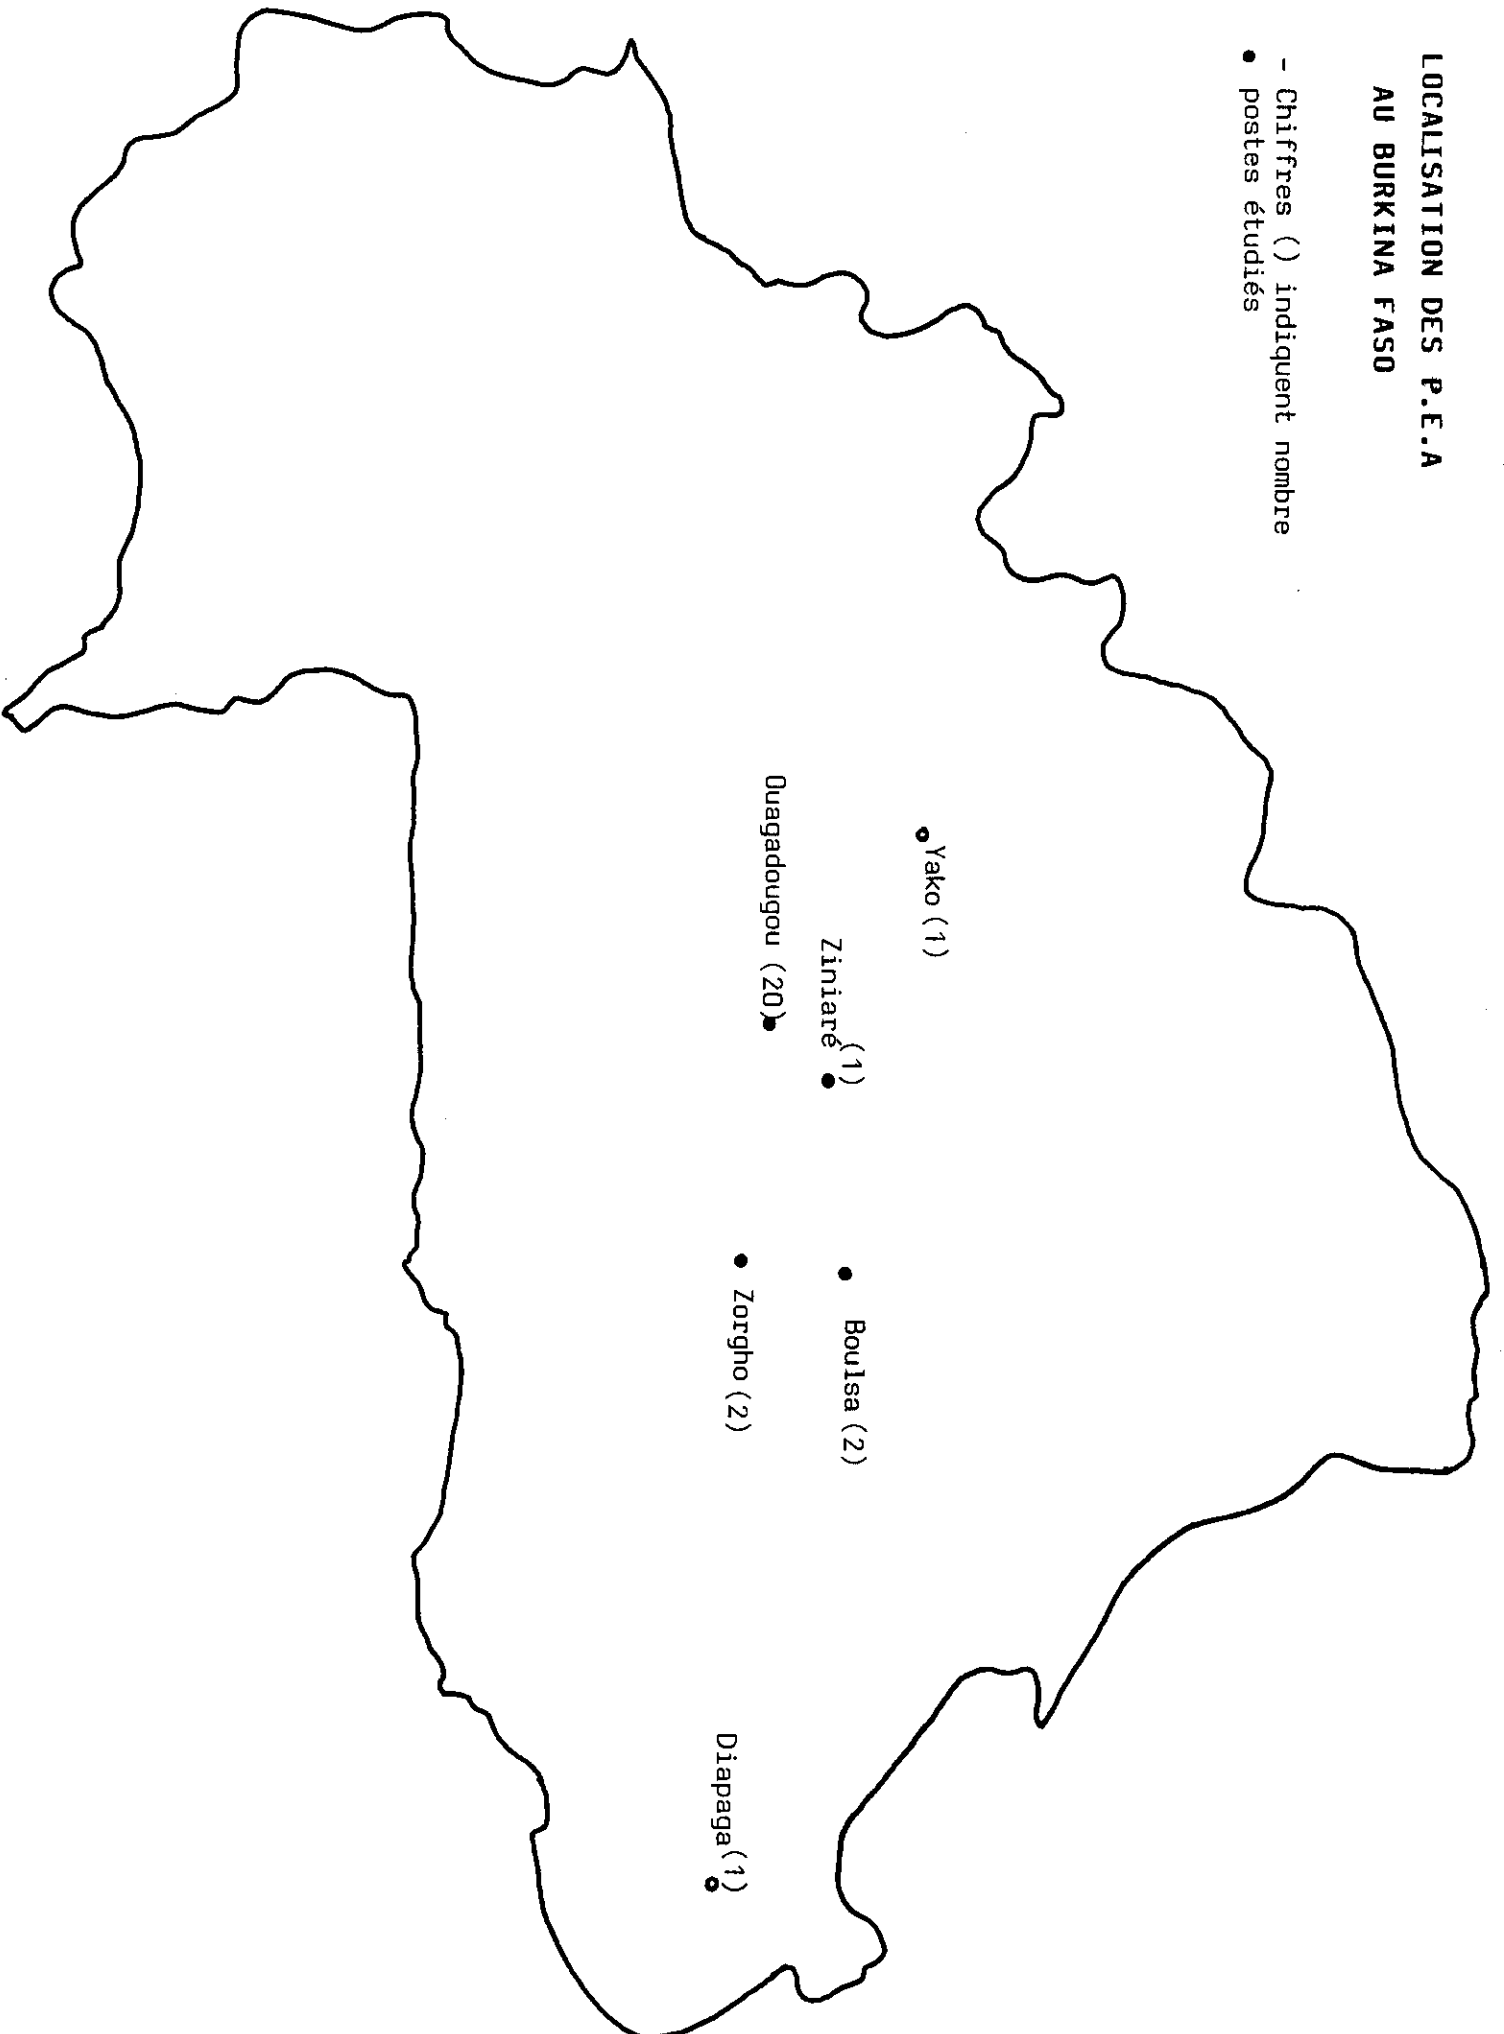 LOCALISATION DES P.E.A
AU BURKINA FASO
- Chiffres () indiquent nombre
● postes étudiés
Yako (1)
Ziniaré (1)
Ouagadougou (20)
Boulsa (2)
Zorgho (2)
Diapaga (1)